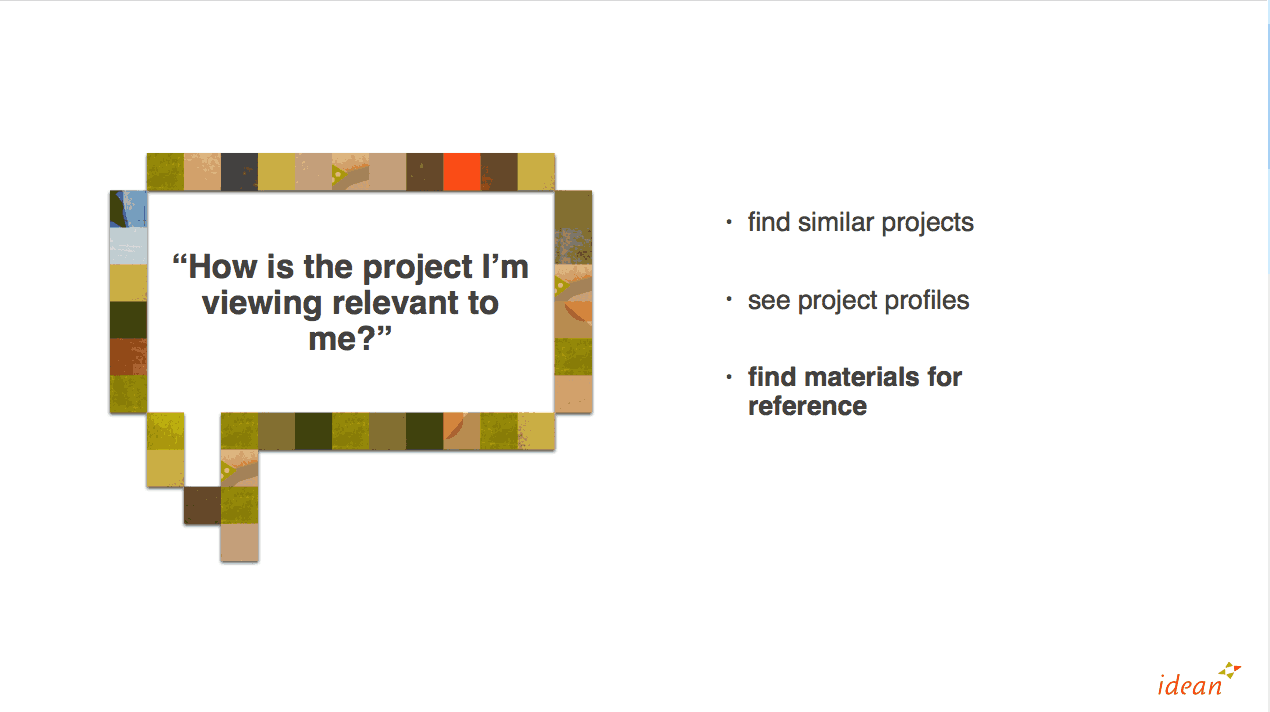 “How is the project I’m
viewing relevant to
me?”
• find similar projects
• see project profiles
• find materials for
reference
idean